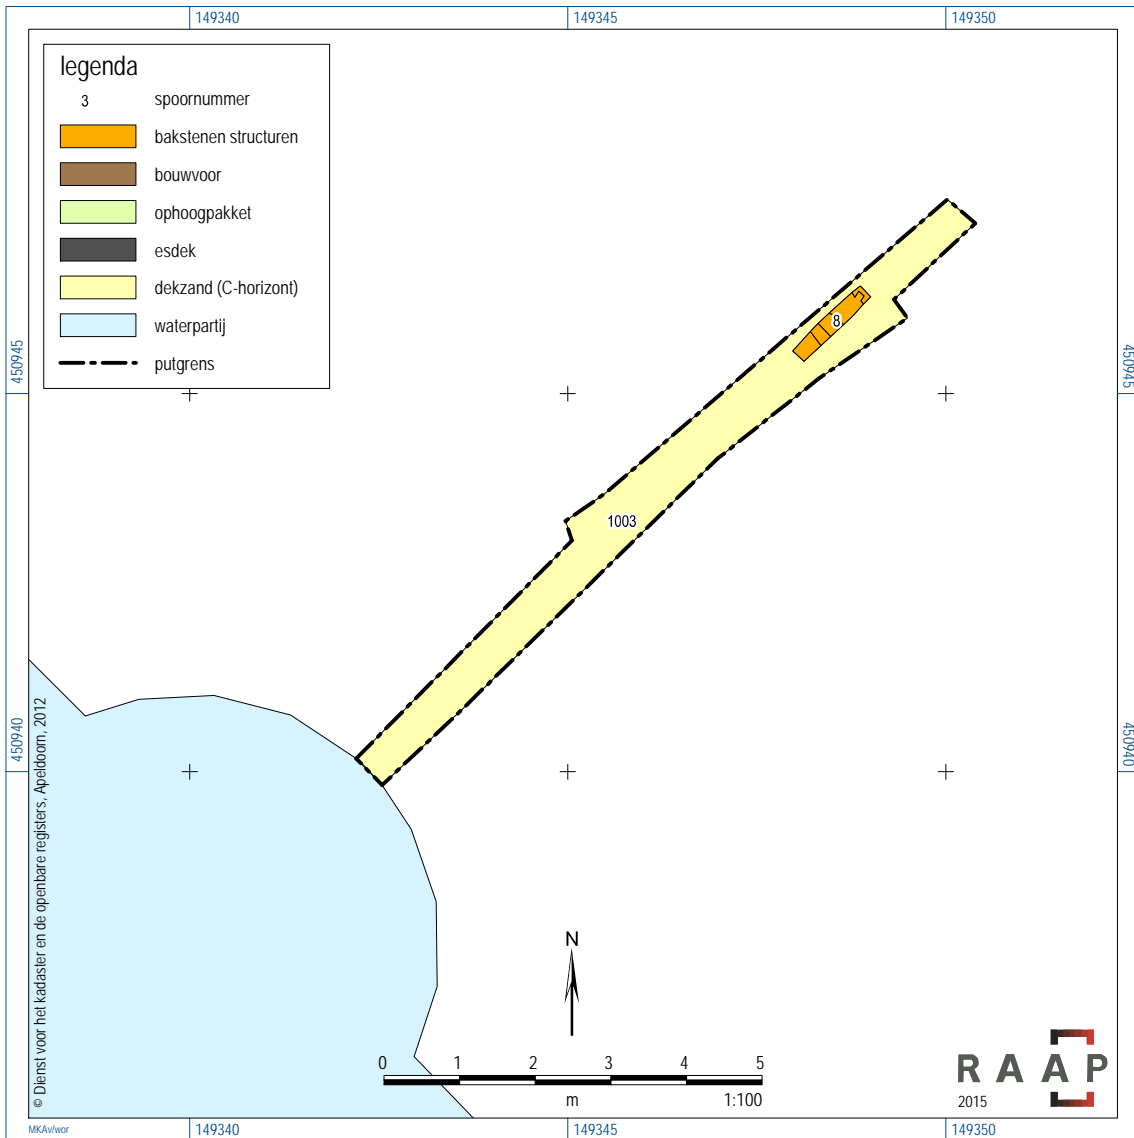 149340
149345
149350
legenda
3
spoornummer
bakstenen structuren
bouwvoor
ophoogpakket
esdek
dekzand (C-horizont)
waterpartij
putgrens
8
450945
450945
1003
450940
450940
© Dienst voor het kadaster en de openbare registers, Apeldoorn, 2012
N
0 1 2 3 4 5
m 1:100
RAAP
2015
MKAv/wor
149340
149345
149350